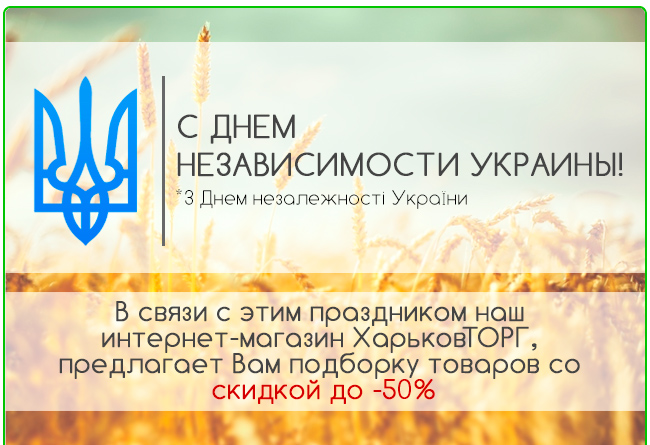 С ДНЕМ
НЕЗАВИСИМОСТИ УКРАИНЫ!
*З Днем незалежності України
В связи с этим праздником наш
интернет-магазин ХарьковТОРГ,
предлагает Вам подборку товаров со
скидкой до -50%